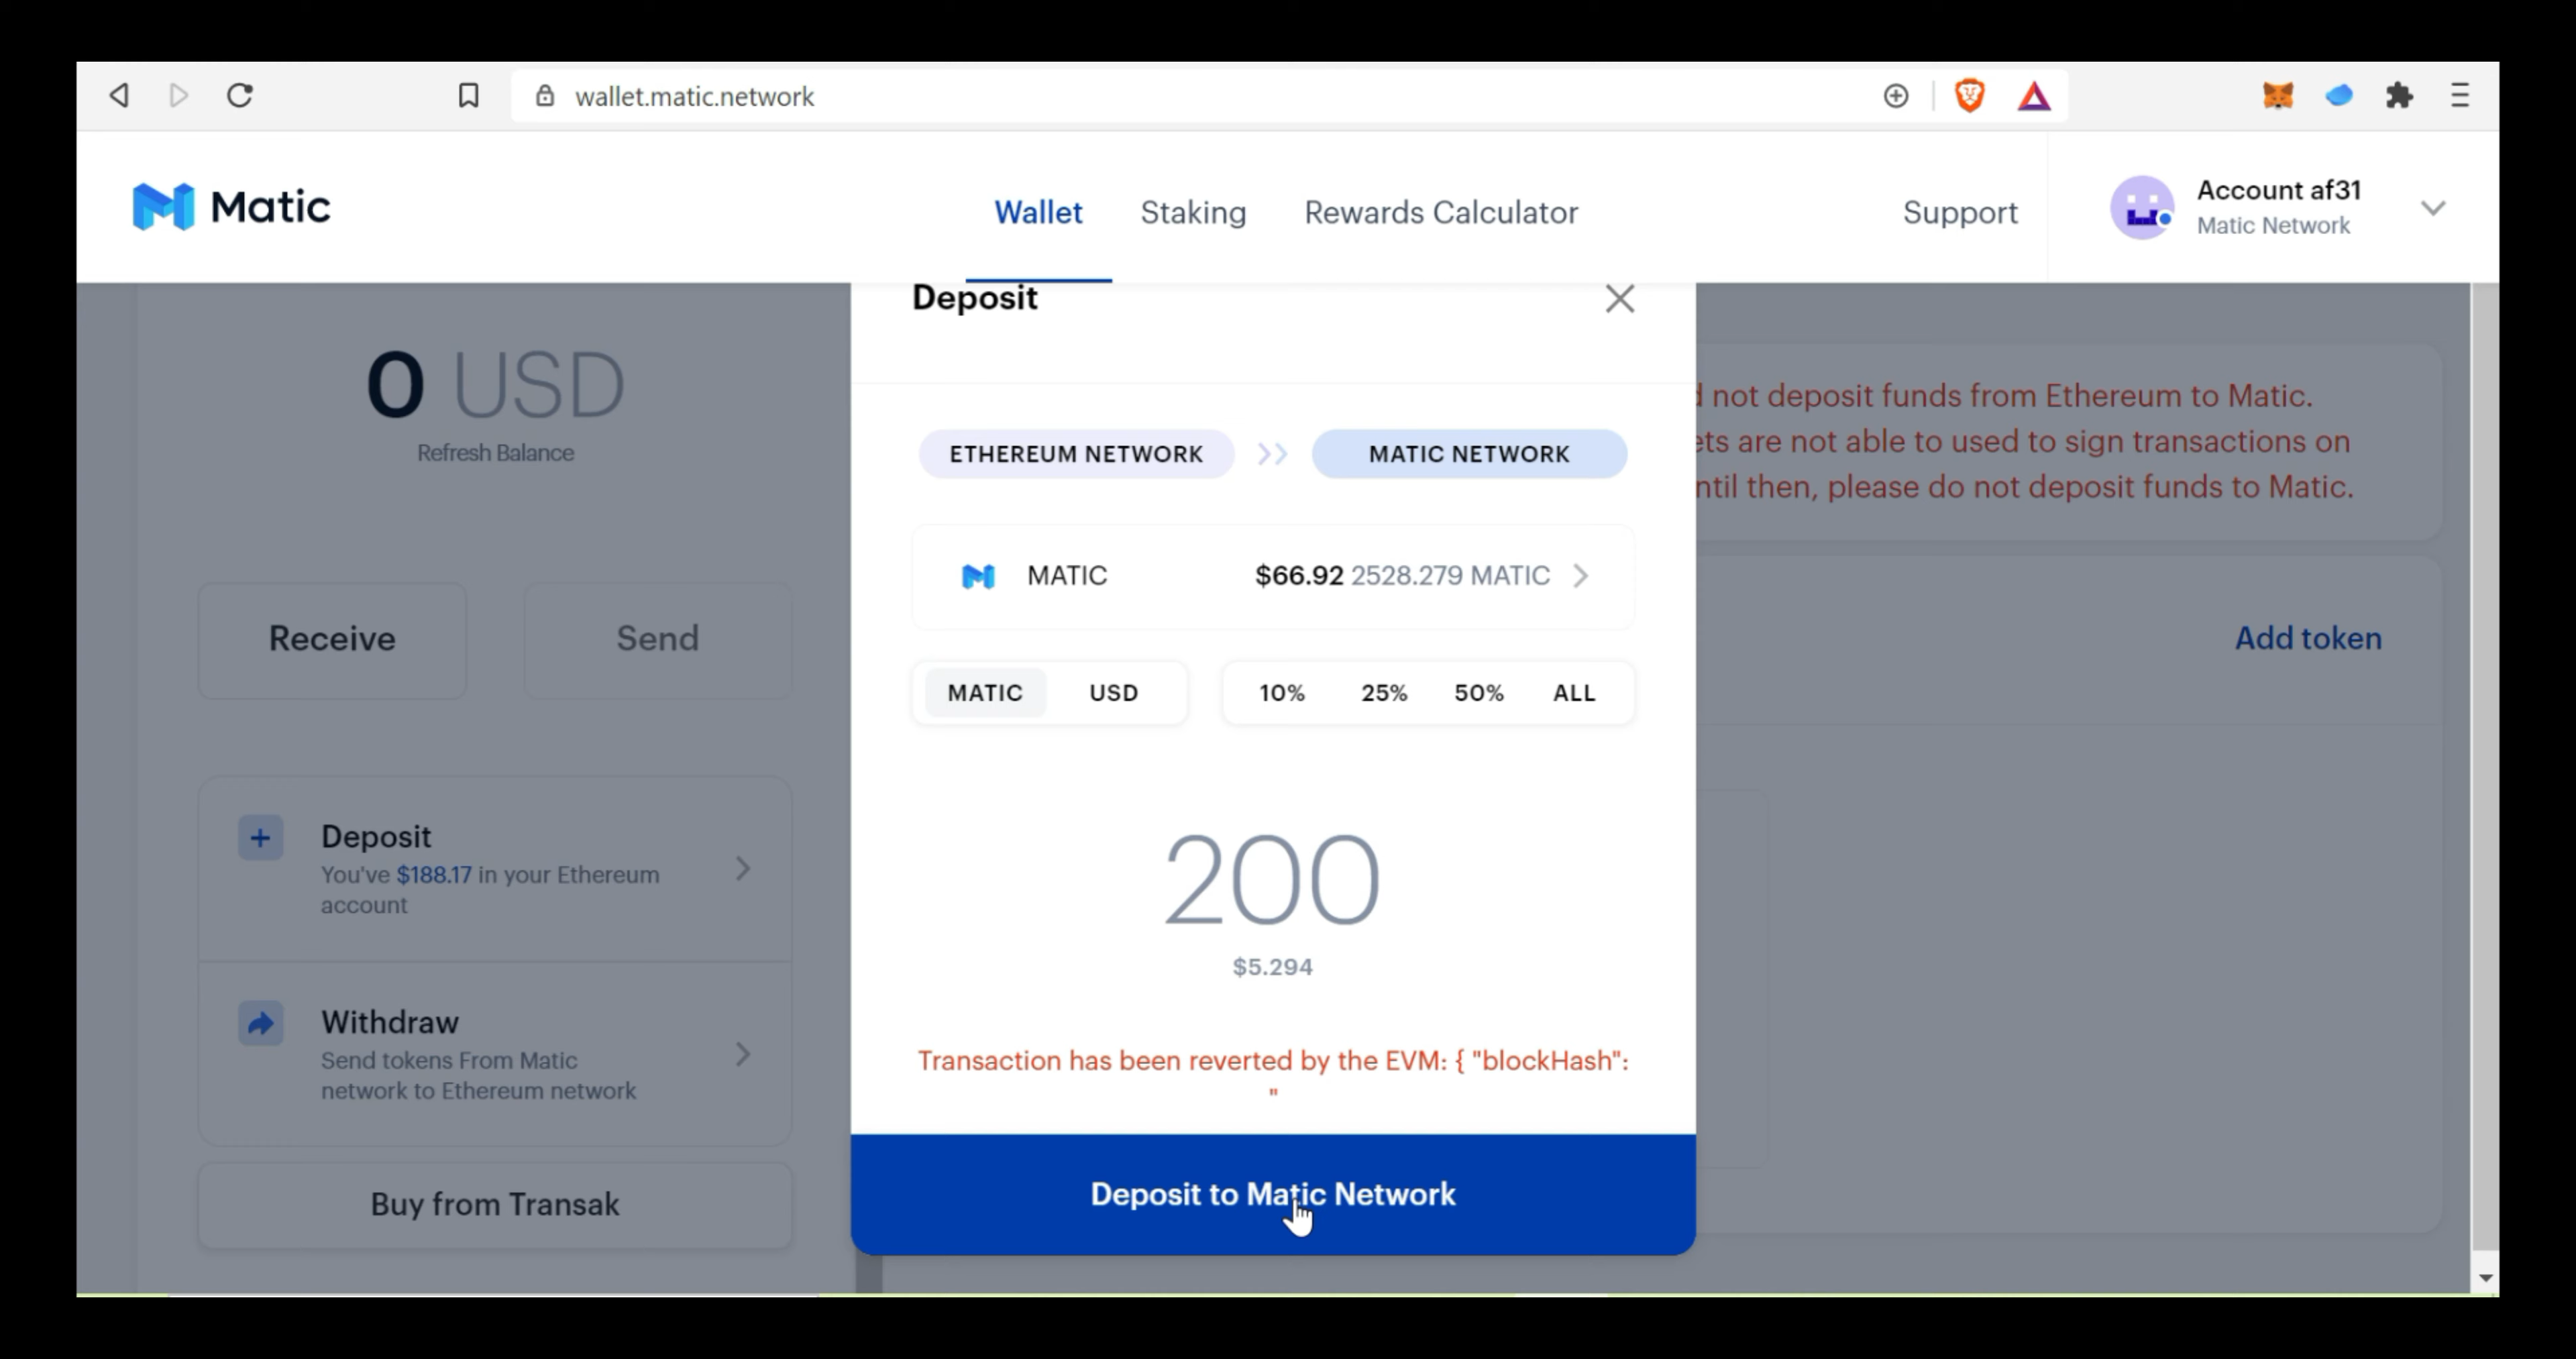 wallet.matic.network
Matic
Wallet
Staking
Rewards Calculator
Support
Account af31
Matic Network
0 USD
Refresh Balance
Receive
Send
Deposit
You've $188.17 in your Ethereum
account
Withdraw
Send tokens From Matic
network to Ethereum network
Buy from Transak
Deposit
ETHEREUM NETWORK
MATIC NETWORK
MATIC
$66.92 2528.279 MATIC
MATIC
USD
10%
25%
50%
ALL
200
$5.294
Transaction has been reverted by the EVM: { "blockHash":
"
Deposit to Matic Network
not deposit funds from Ethereum to Matic.
are not able to used to sign transactions on
then, please do not deposit funds to Matic.
Add token